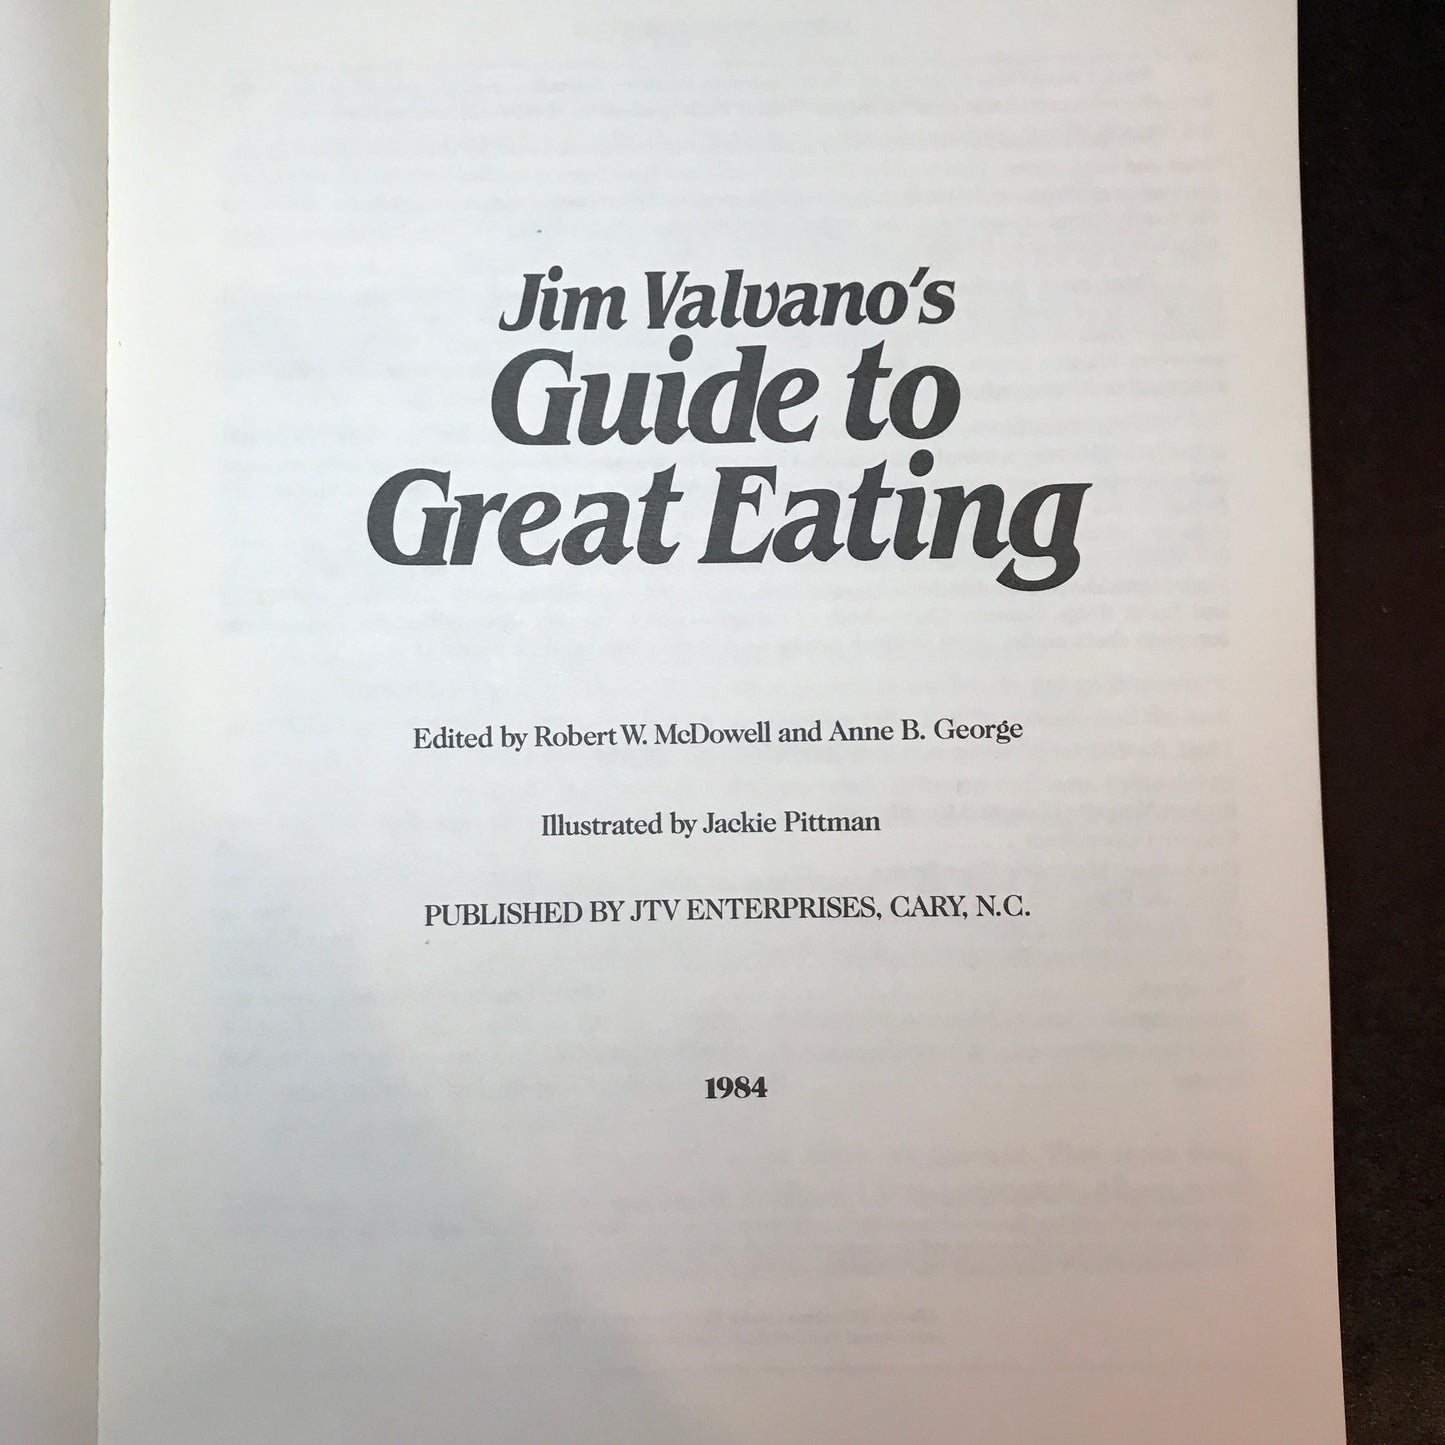 Jim Valvano's
Guide to
Great Eating
Edited by Robert W. McDowell and Anne B. George
Illustrated by Jackie Pittman
PUBLISHED BY JTV ENTERPRISES, CARY, N.C.
1984